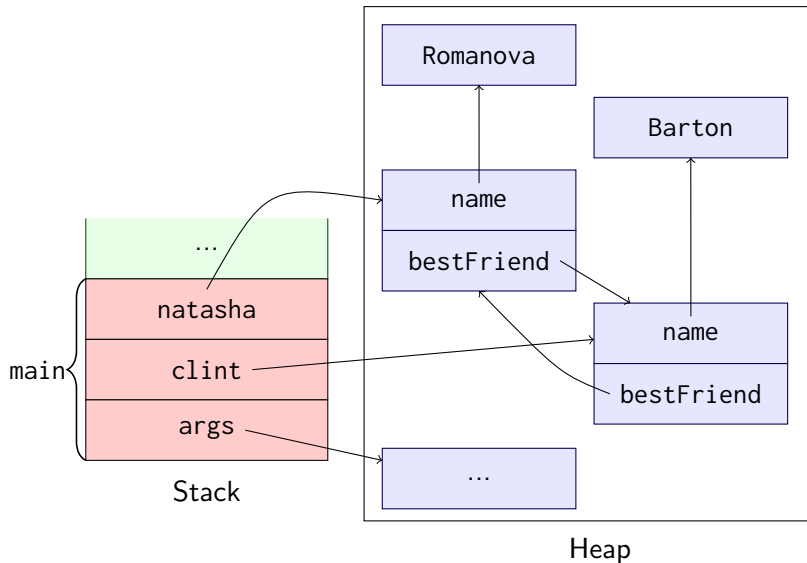 Romanova
Barton
name
bestFriend
...
natasha
clint
args
main
Stack
name
bestFriend
...
Heap